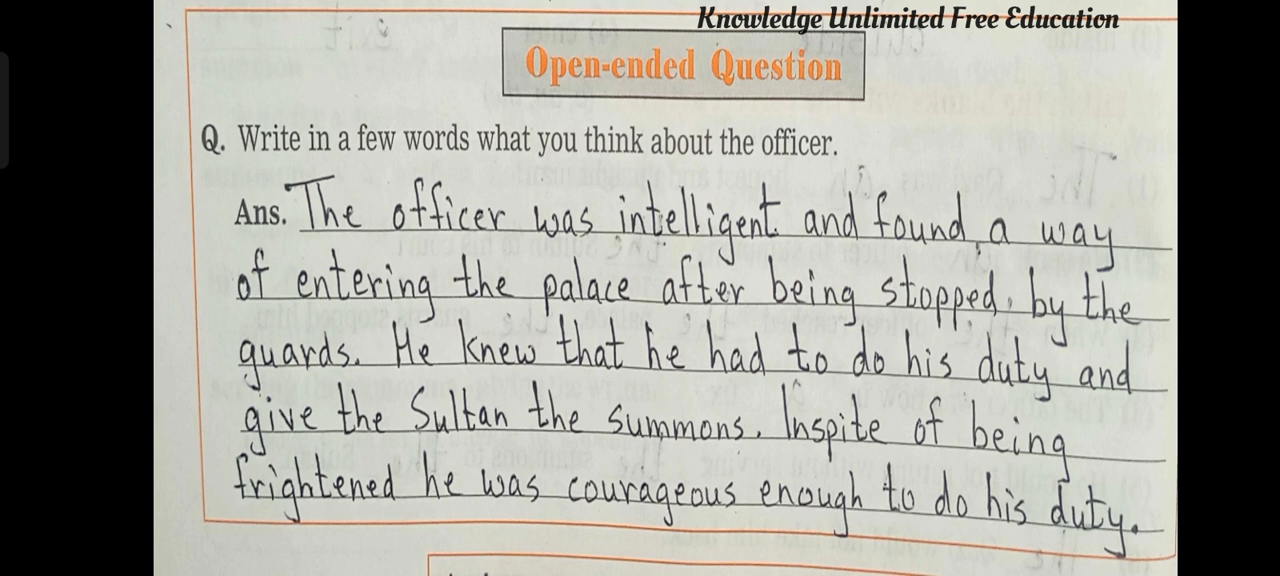 Knowledge Unlimited Free Education
Open-ended Question
Q. Write in a few words what you think about the officer.
Ans. The officer was intelligent and found a way
of entering the palace after being stopped, by the
guards. He knew that he had to do his duty and
give the Sultan the summons. Inspite of being
frightened he was courageous enough to do his duty.